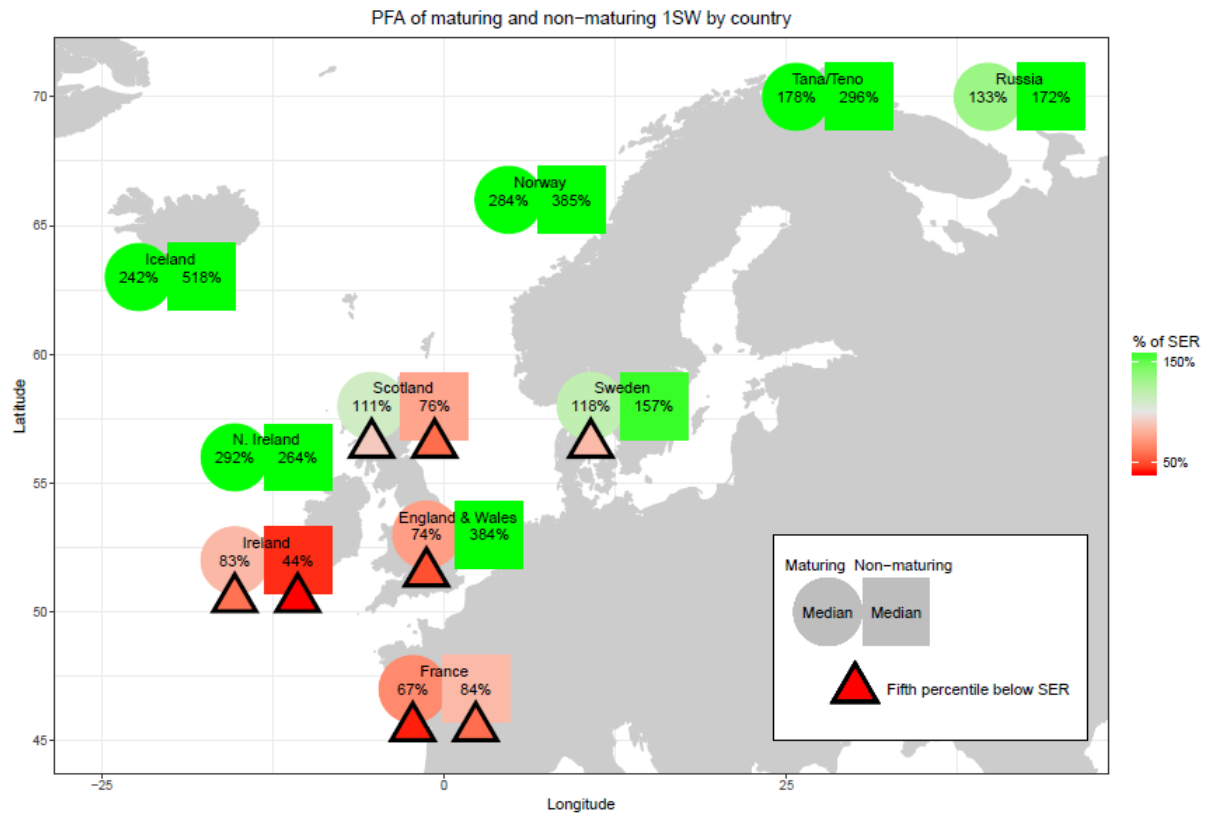 PFA of maturing and non−maturing 1SW by country
Tana/Teno
178% 296%
Russia
133% 172%
Norway
284% 385%
Iceland
242% 518%
Scotland
111% 76%
Sweden
118% 157%
N. Ireland
292% 264%
England & Wales
74% 384%
Ireland
83% 44%
France
67% 84%
70
65
60
55
50
45
Latitude
−25 0 25
Longitude
% of SER
150%
50%
Maturing Non−maturing
Median Median
Fifth percentile below SER